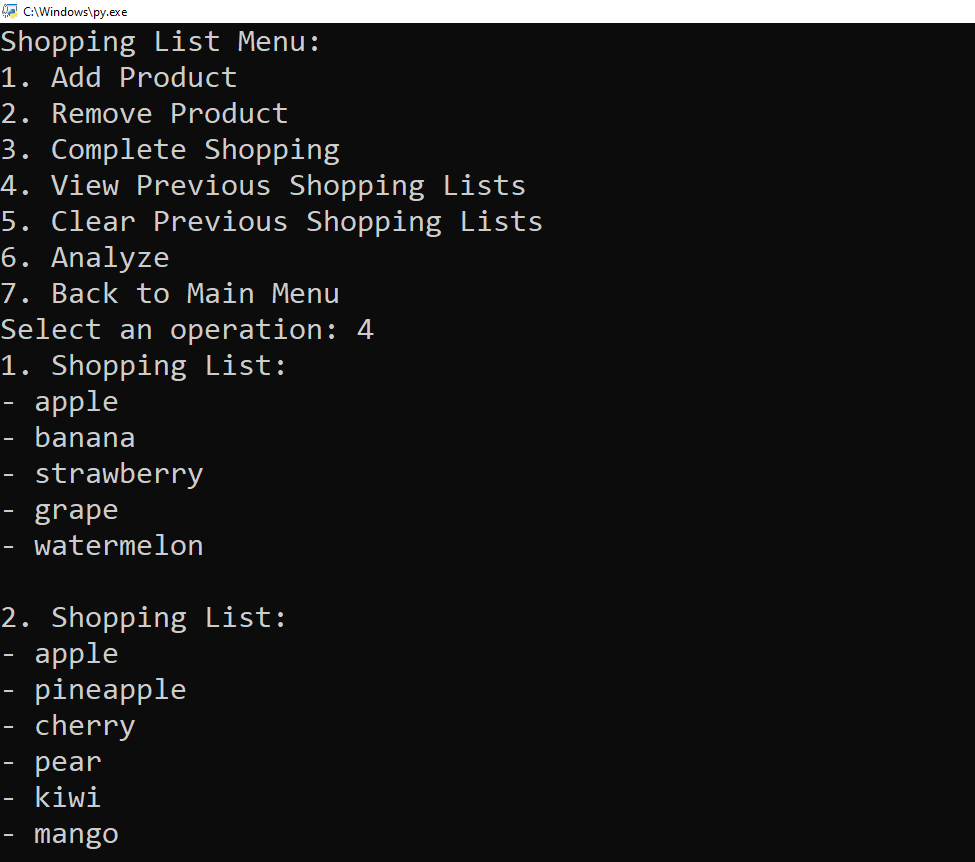 C:\Windows\py.exe
Shopping List Menu:
1. Add Product
2. Remove Product
3. Complete Shopping
4. View Previous Shopping Lists
5. Clear Previous Shopping Lists
6. Analyze
7. Back to Main Menu
Select an operation: 4
1. Shopping List:
- apple
- banana
- strawberry
- grape
- watermelon
2. Shopping List:
- apple
- pineapple
- cherry
- pear
- kiwi
- mango